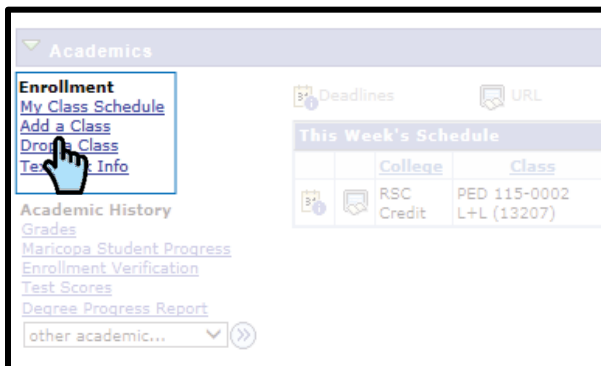 Academics
Enrollment
My Class Schedule
Add a Class
Drop a Class
Info
Academic History
Grades
Maricopa Student Progress
Enrollment Verification
Test Scores
Degree Progress Report
other academic...
Deadlines
URL
This Week's Schedule
College Class
RSC PED 115-0002
Credit L+L (13207)